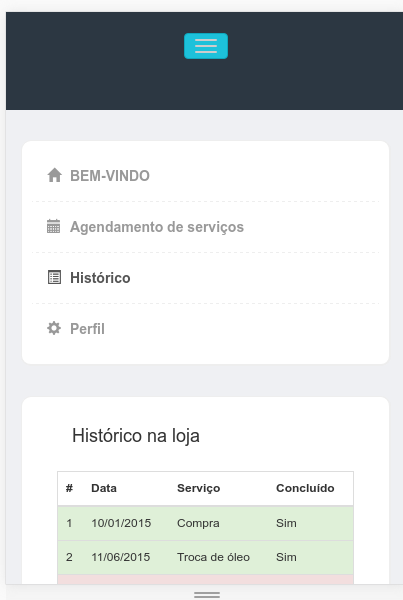 BEM-VINDO
Agendamento de serviços
Histórico
Perfil
Histórico na loja
# Data Serviço Concluído
1 10/01/2015 Compra Sim
2 11/06/2015 Troca de óleo Sim